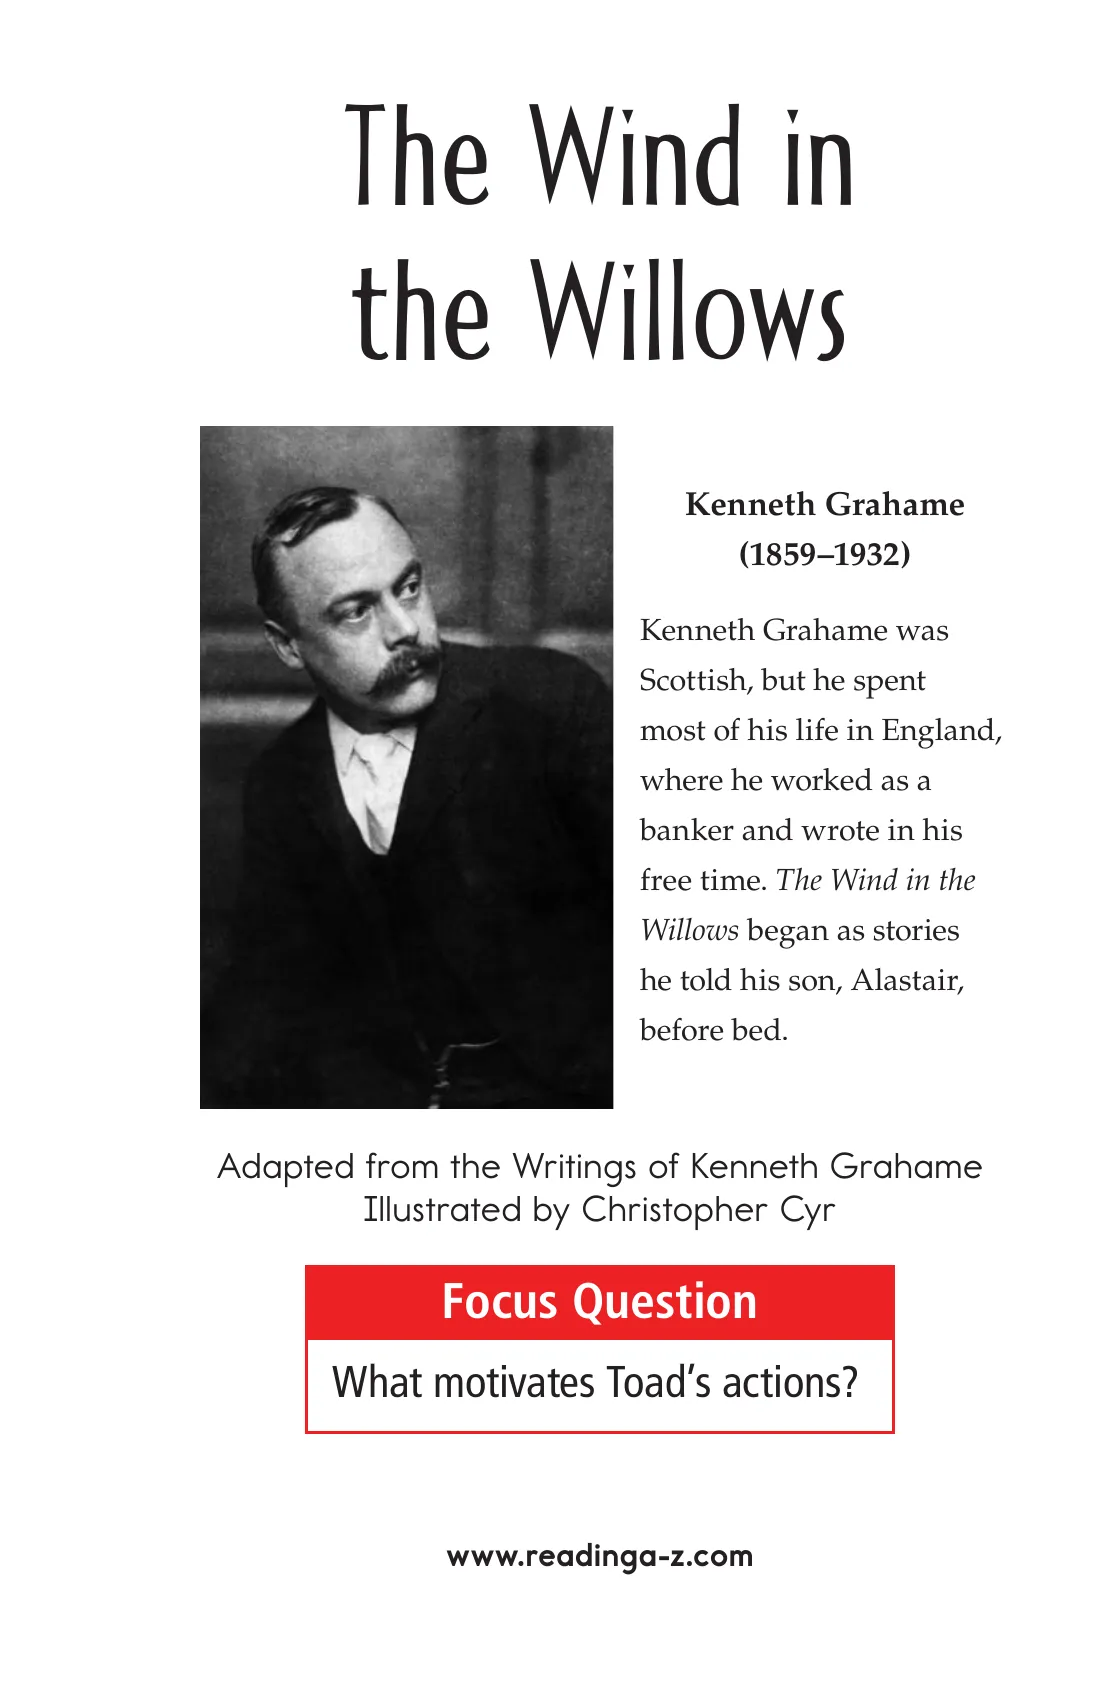 The Wind in
the Willows
Kenneth Grahame
(1859–1932)
Kenneth Grahame was
Scottish, but he spent
most of his life in England,
where he worked as a
banker and wrote in his
free time. The Wind in the
Willows began as stories
he told his son, Alastair,
before bed.
Adapted from the Writings of Kenneth Grahame
Illustrated by Christopher Cyr
Focus Question
What motivates Toad’s actions?
www.readinga-z.com